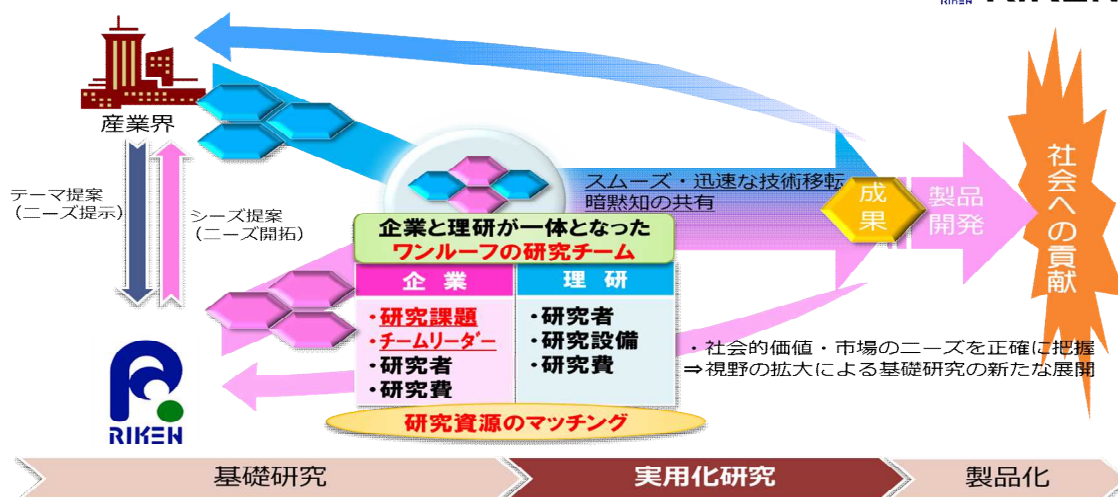 RIKEN
産業界
テーマ提案
(ニーズ提示)
シーズ提案
(ニーズ開拓)
スムーズ・迅速な技術移転
暗黙知の共有
企業と理研が一体となった
ワンルーフの研究チーム
企 業
・研究課題
・チームリーダー
・研究者
・研究費
理 研
・研究者
・研究設備
・研究費
研究資源のマッチング
成果
製品
開発
社会への貢献
・社会的価値・市場のニーズを正確に把握
⇒視野の拡大による基礎研究の新たな展開
RIKEN
基礎研究
実用化研究
製品化